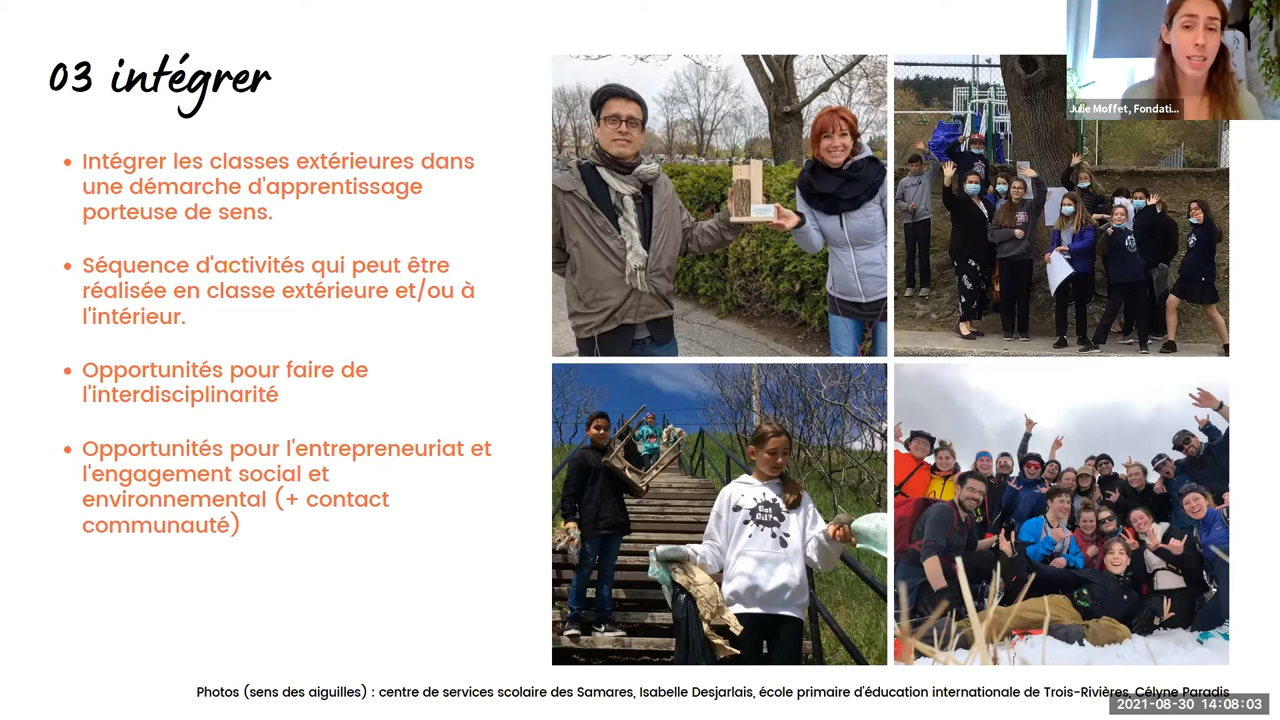 03 intégrer
• Intégrer les classes extérieures dans
une démarche d'apprentissage
porteuse de sens.
• Séquence d'activités qui peut être
réalisée en classe extérieure et/ou à
l'intérieur.
• Opportunités pour faire de
l'interdisciplinarité
• Opportunités pour l'entrepreneuriat et
l'engagement social et
environnemental (+ contact
communauté)
Julie Moffet, Fondati...
Got
Oil?
Photos (sens des aiguilles) : centre de services scolaire des Samares, Isabelle Desjarlais, école primaire d'éducation internationale de Trois-Rivières, Célyne Paradis
2021-08-30 14:08:03